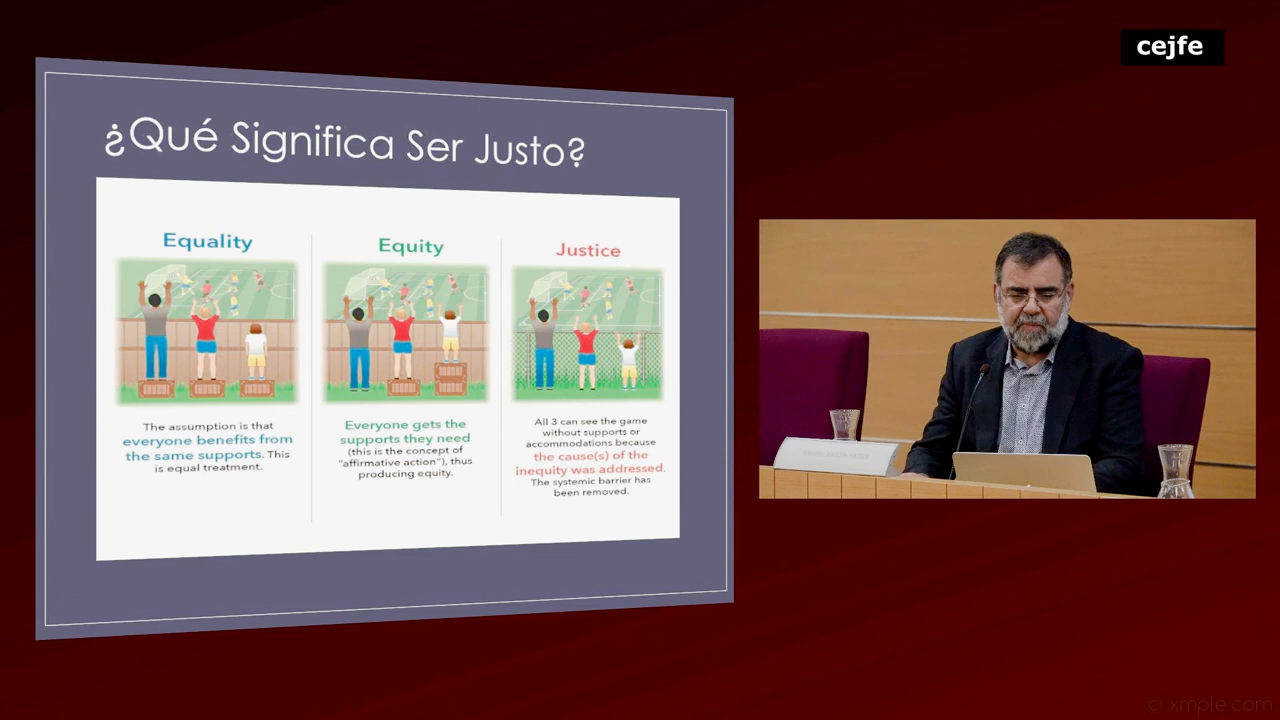 cejfe
¿Qué Significa Ser Justo?
Equality
The assumption is that
everyone benefits from
the same supports. This
is equal treatment.
Equity
Everyone gets the
supports they need
(this is the concept of
"affirmative action"), thus
producing equity.
Justice
All 3 can see the game
without supports or
accommodations because
the cause(s) of the
inequity was addressed.
The systemic barrier has
been removed.
© xmple.com